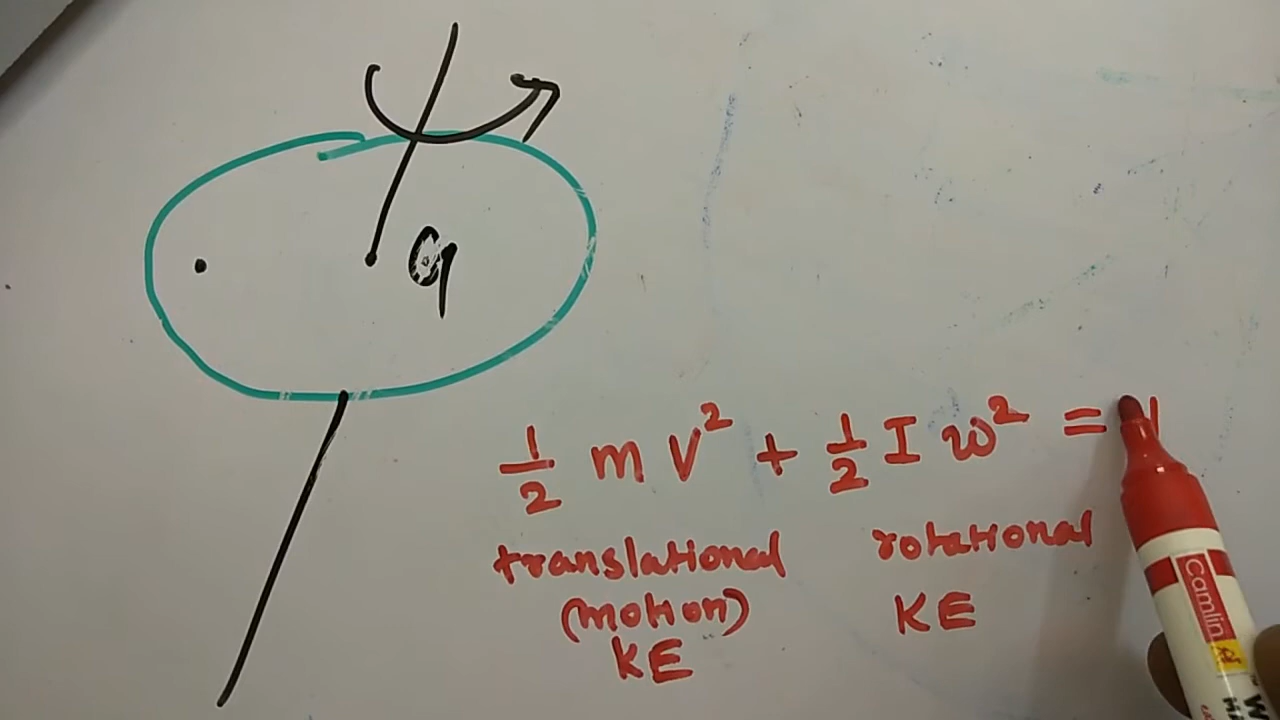 G
1/2 m V² + 1/2 I ω² =
translational rotational
(motion) KE
KE
Camlin